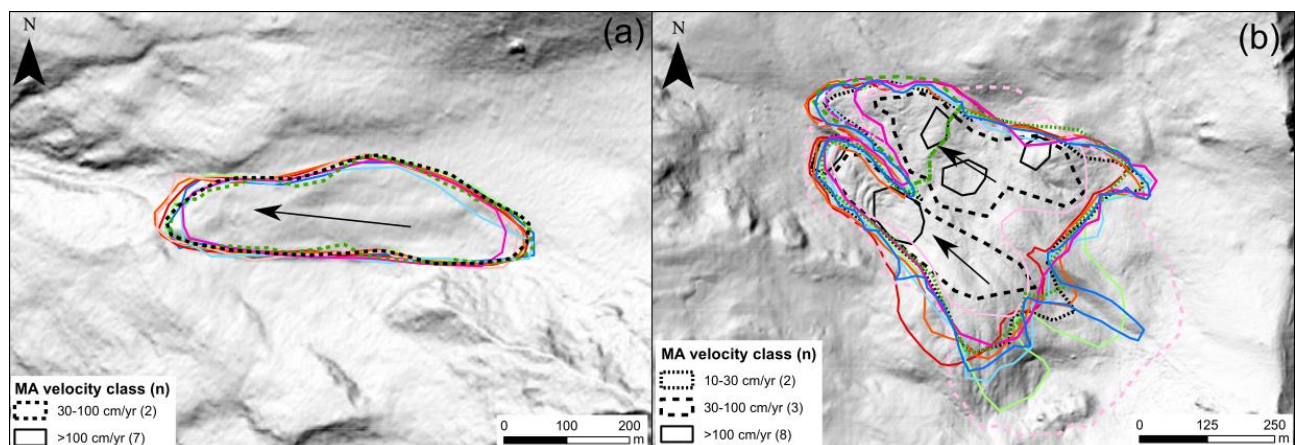 N
(a)
MA velocity class (n)
30-100 cm/yr (2)
>100 cm/yr (7)
0 100 200
m
N
(b)
MA velocity class (n)
10-30 cm/yr (2)
30-100 cm/yr (3)
>100 cm/yr (8)
0 125 250
m